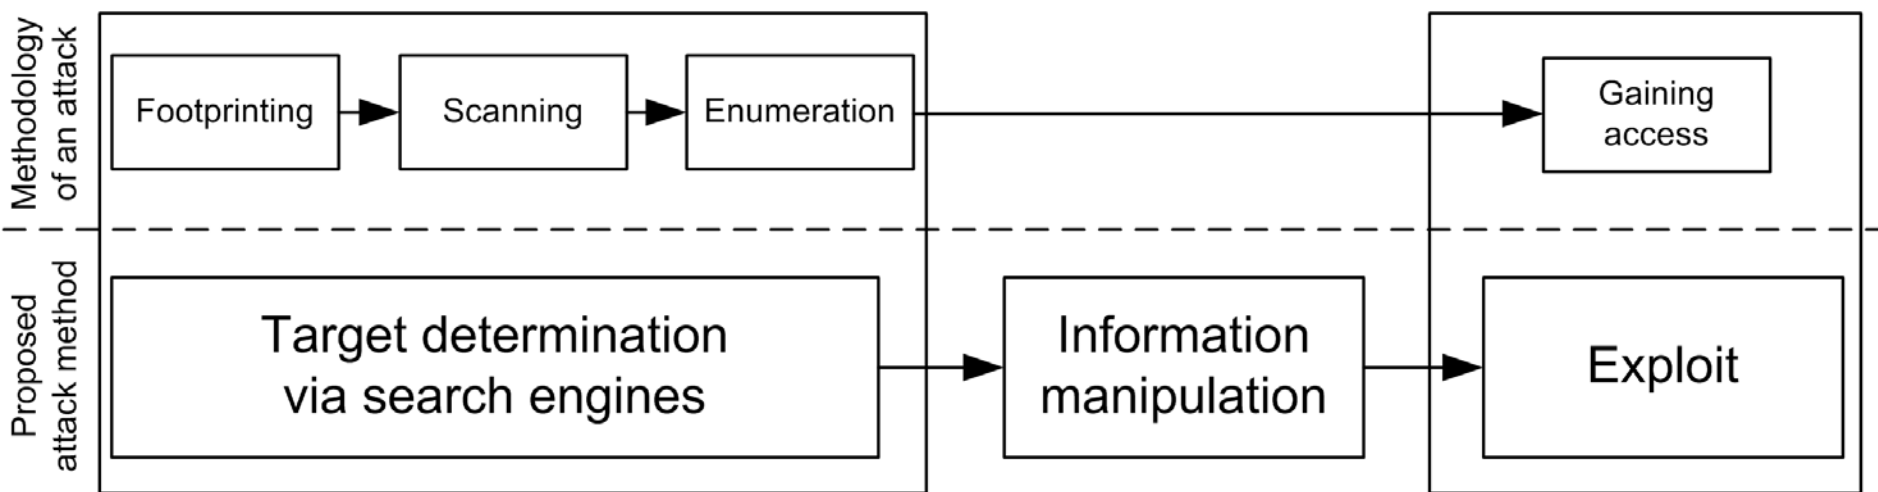 Methodology
of an attack
Footprinting
Scanning
Enumeration
Gaining
access
Proposed
attack method
Target determination
via search engines
Information
manipulation
Exploit